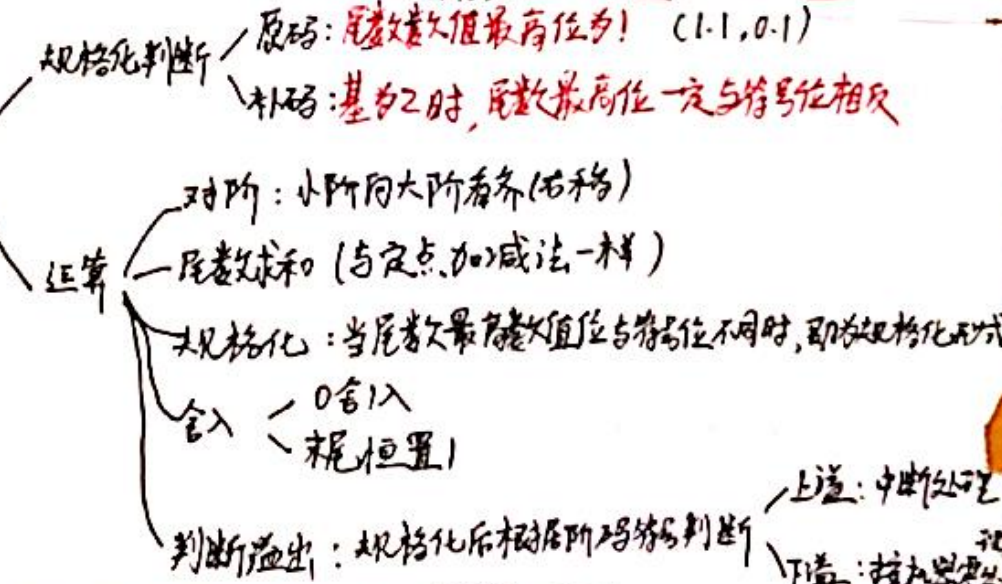 规格化判断
原码：尾数数值最高位为1 (1.1,0.1)
补码：基为2时，尾数最高位一定与符号位相反
运算
对阶：小阶向大阶看齐(右移)
尾数求和 (与定点加减法一样)
规格化：当尾数最高数值位与符号位不同时，即为规格化形式
舍入
0舍1入
末尾恒置1
判断溢出：规格化后根据阶码符号判断
上溢：中断处理
下溢：按机器零